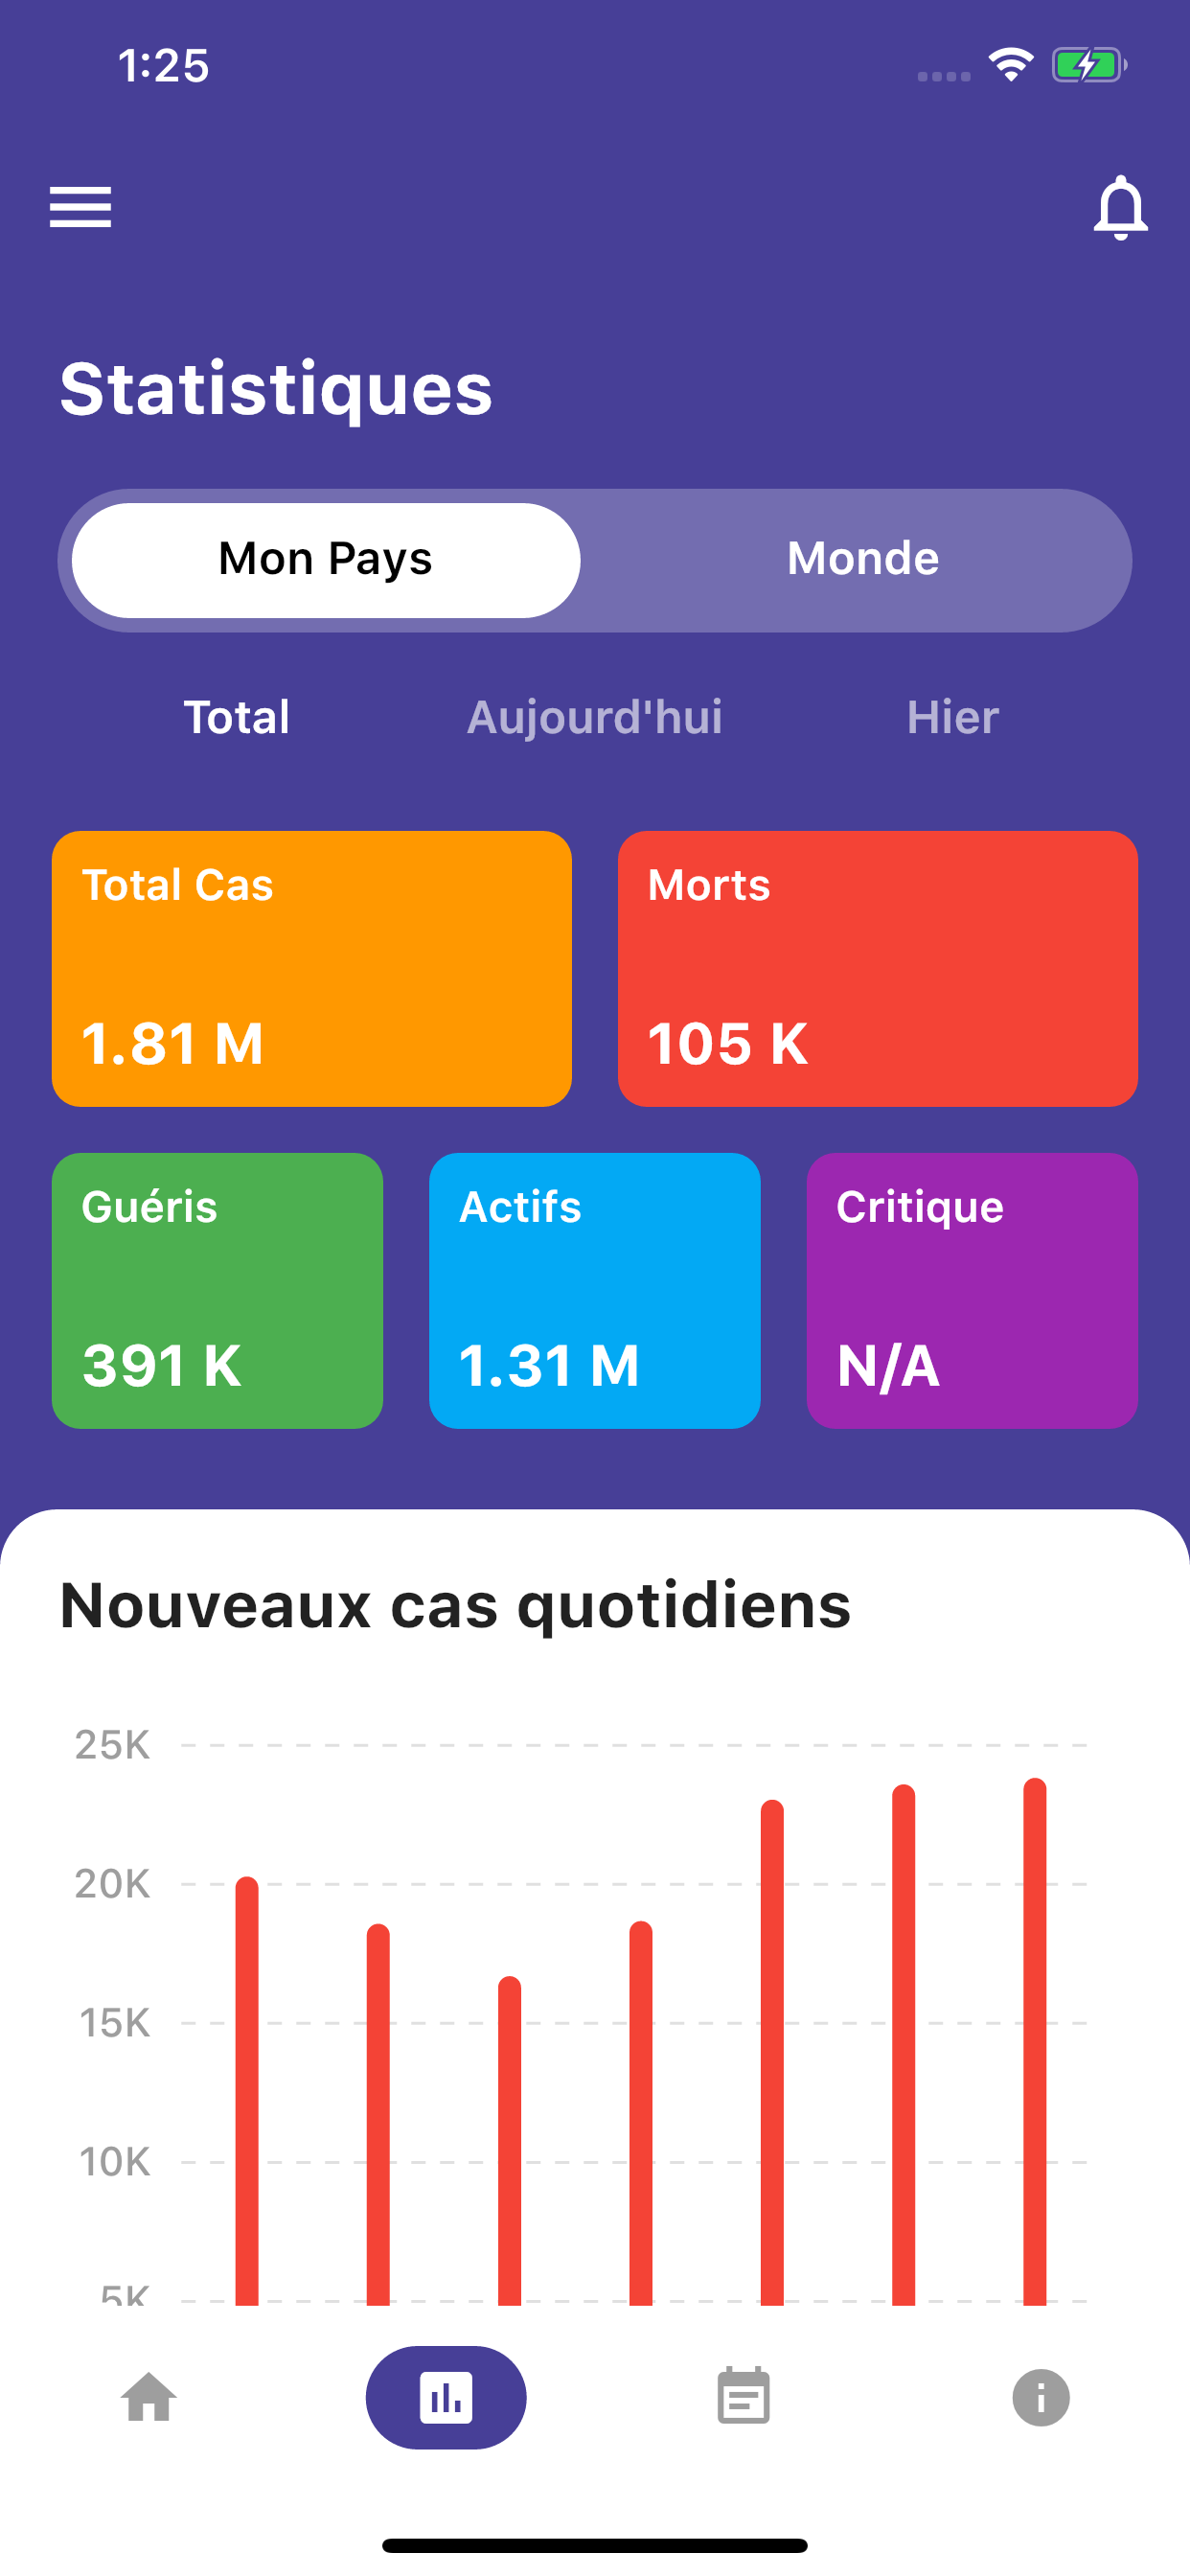 1:25
Statistiques
Mon Pays Monde
Total Aujourd'hui Hier
Total Cas Morts
1.81 M 105 K
Guéris Actifs Critique
391 K 1.31 M N/A
Nouveaux cas quotidiens
25K
20K
15K
10K
5K